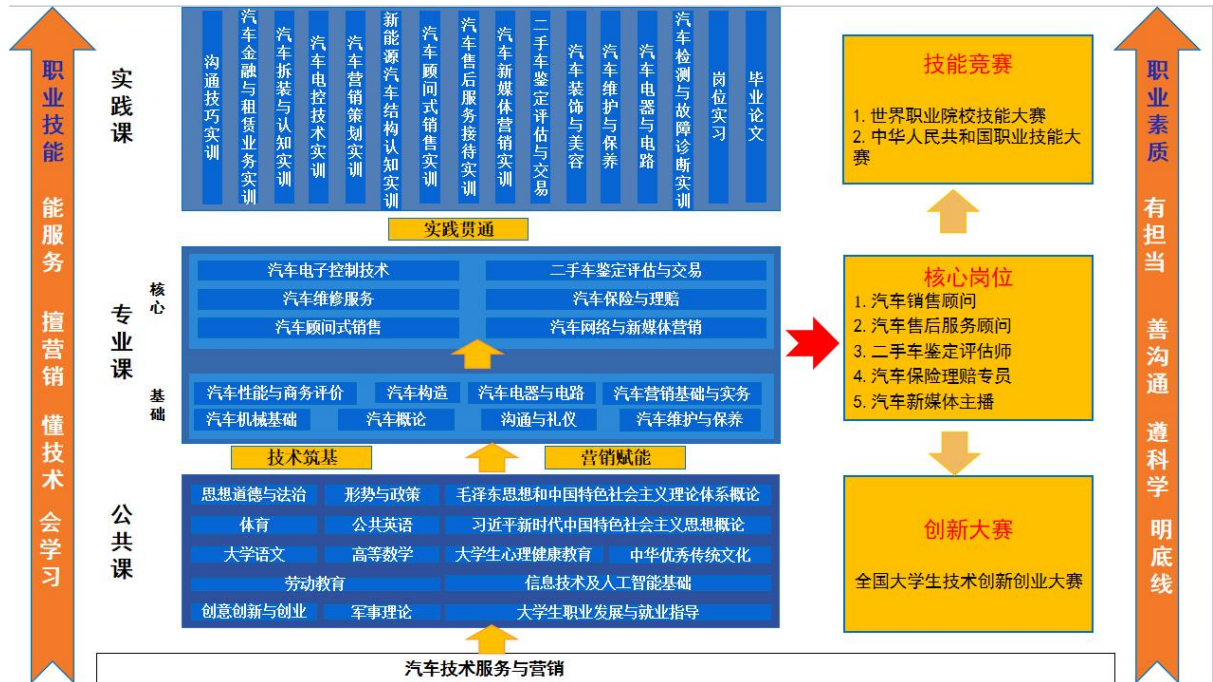 职业技能
能服务
擅营销
懂技术
会学习
实践课
沟通技巧实训
汽车金融与租赁业务实训
汽车拆装与认知实训
汽车电控技术实训
汽车营销策划实训
新能源汽车结构认知实训
汽车顾问式销售实训
汽车售后服务接待实训
汽车新媒体营销实训
二手车鉴定评估与交易
汽车装饰与美容
汽车维护与保养
汽车电器与电路
汽车检测与故障诊断实训
岗位实习
毕业论文
实践贯通
专业课
核心
汽车电子控制技术
二手车鉴定评估与交易
汽车维修服务
汽车保险与理赔
汽车顾问式销售
汽车网络与新媒体营销
基础
汽车性能与商务评价
汽车构造
汽车电器与电路
汽车营销基础与实务
汽车机械基础
汽车概论
沟通与礼仪
汽车维护与保养
技术筑基
营销赋能
公共课
思想道德与法治
形势与政策
毛泽东思想和中国特色社会主义理论体系概论
体育
公共英语
习近平新时代中国特色社会主义思想概论
大学语文
高等数学
大学生心理健康教育
中华优秀传统文化
劳动教育
信息技术及人工智能基础
创意创新与创业
军事理论
大学生职业发展与就业指导
汽车技术服务与营销
技能竞赛
1. 世界职业院校技能大赛
2. 中华人民共和国职业技能大
赛
核心岗位
1. 汽车销售顾问
2. 汽车售后服务顾问
3. 二手车鉴定评估师
4. 汽车保险理赔专员
5. 汽车新媒体主播
创新大赛
全国大学生技术创新创业大赛
职业素质
有担当
善沟通
遵科学
明底线